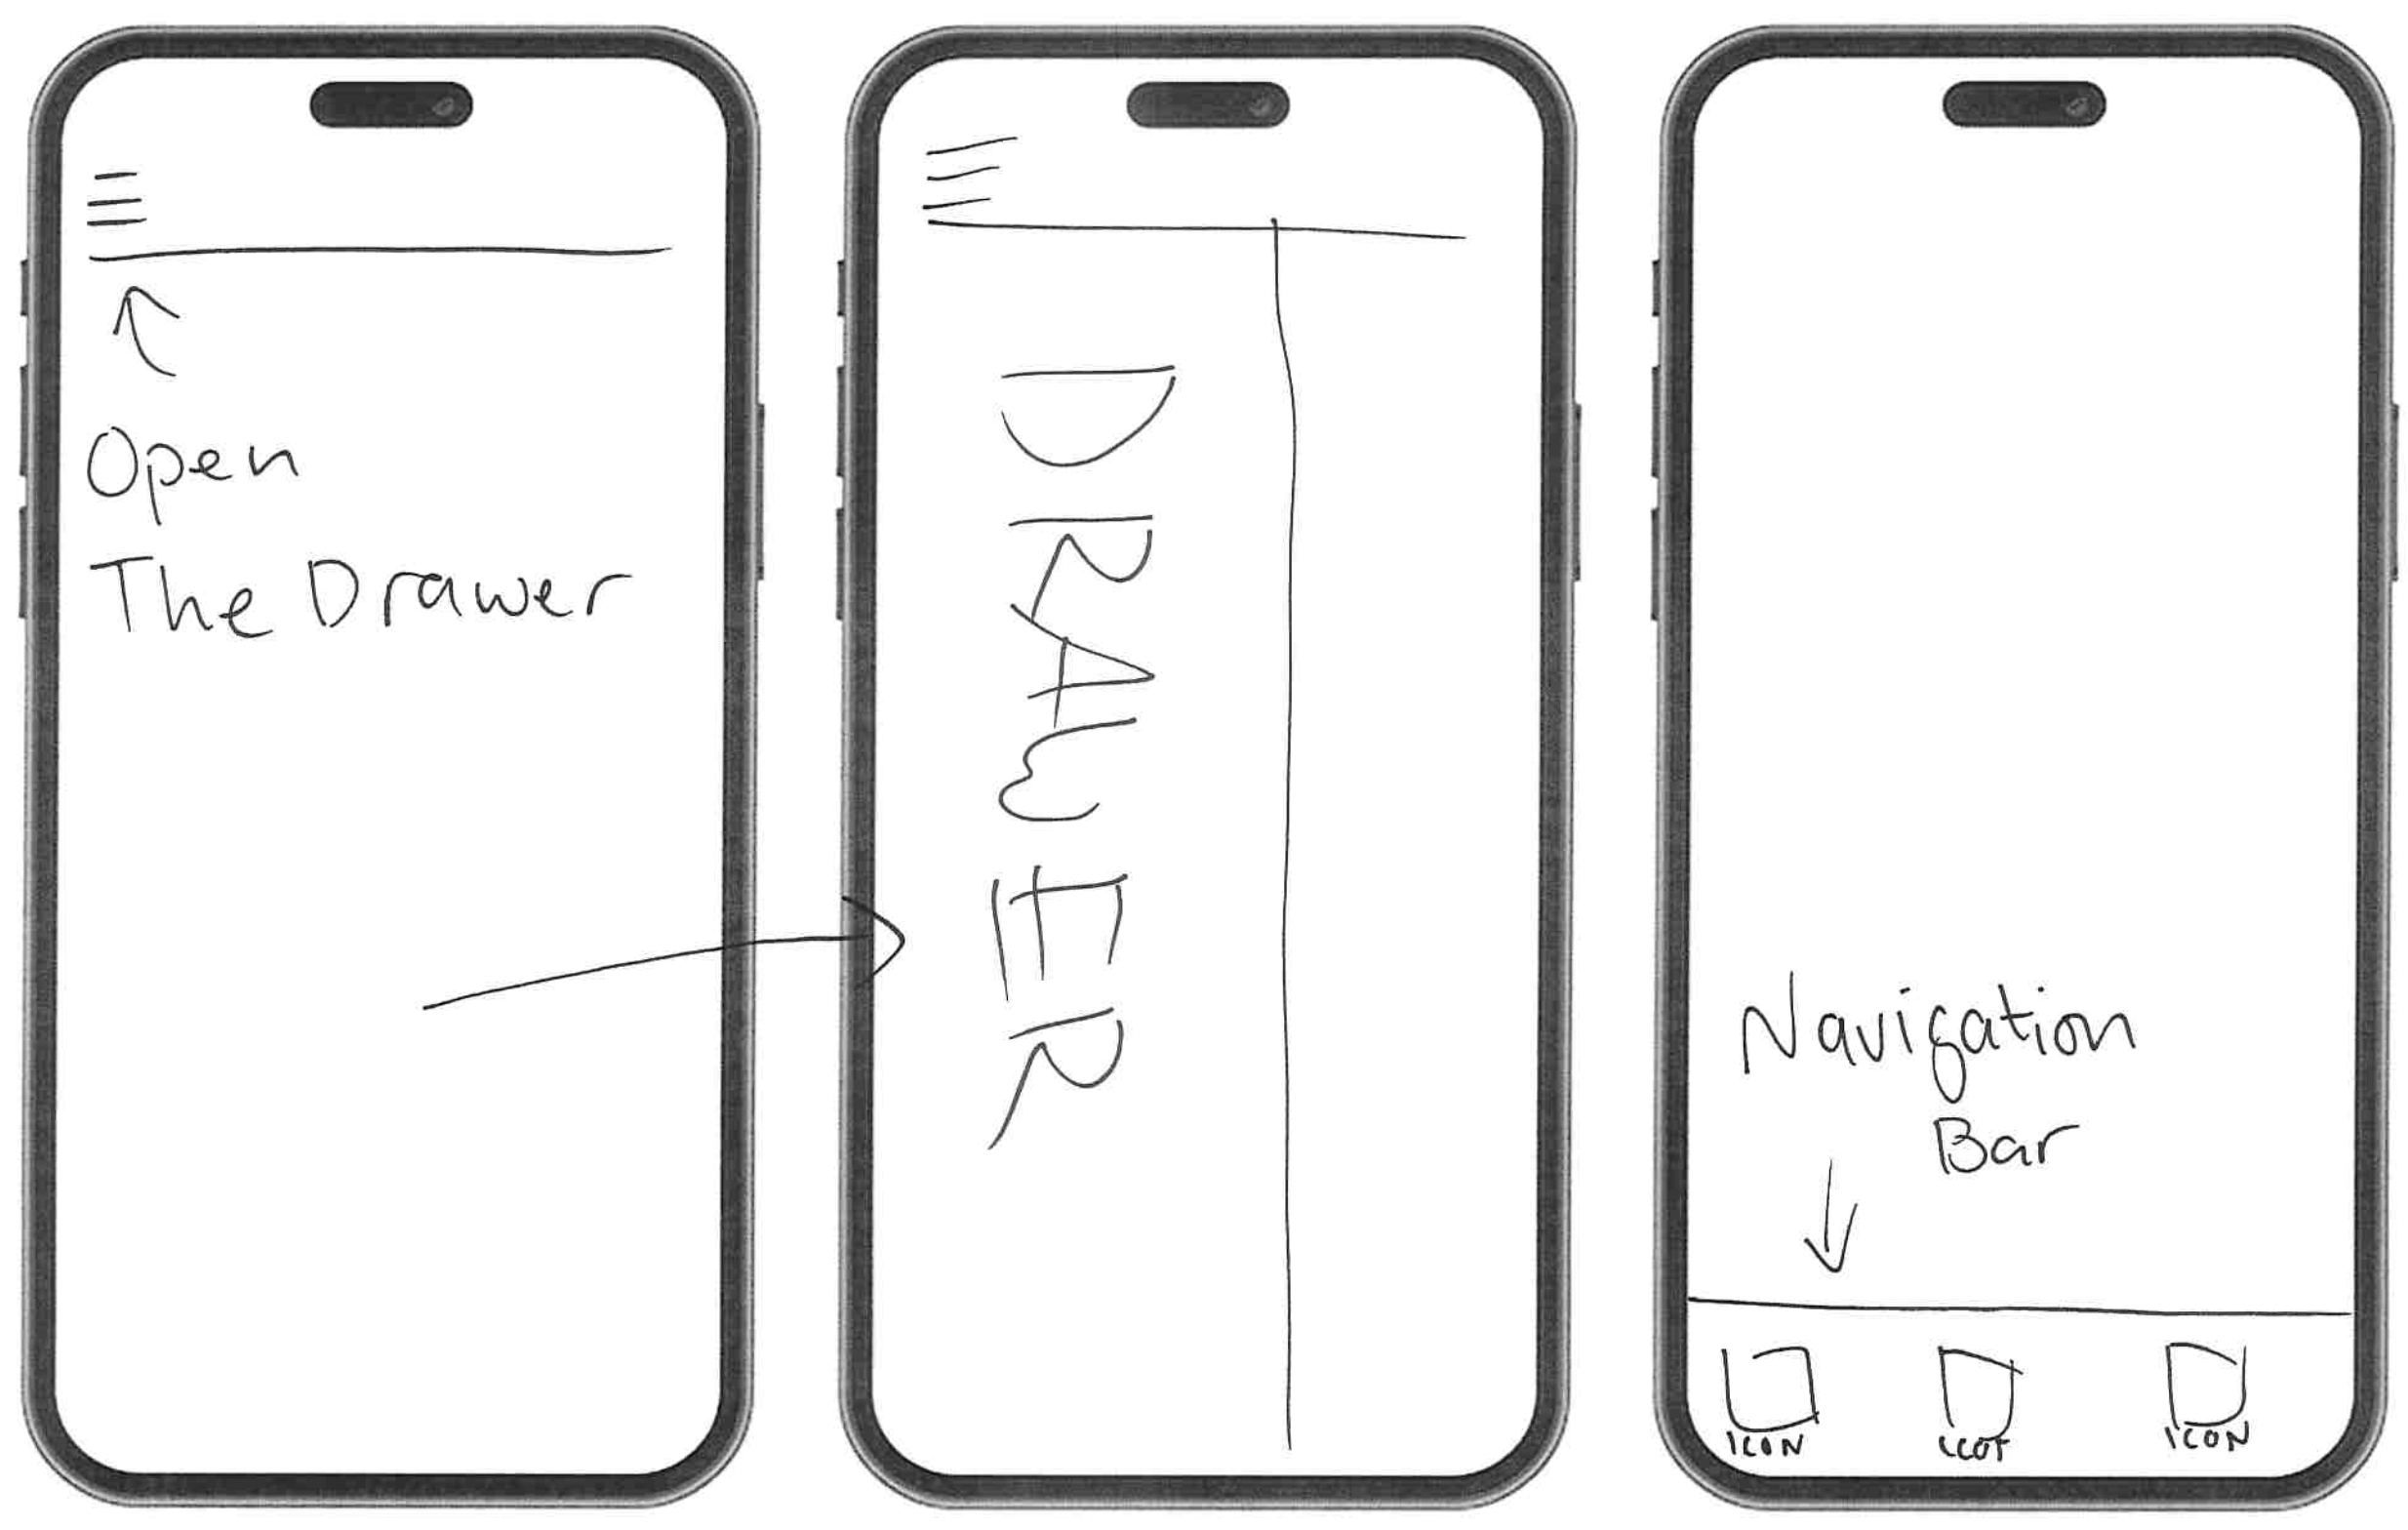 Open
The Drawer
DRAWER
Navigation
Bar
ICON
ICON